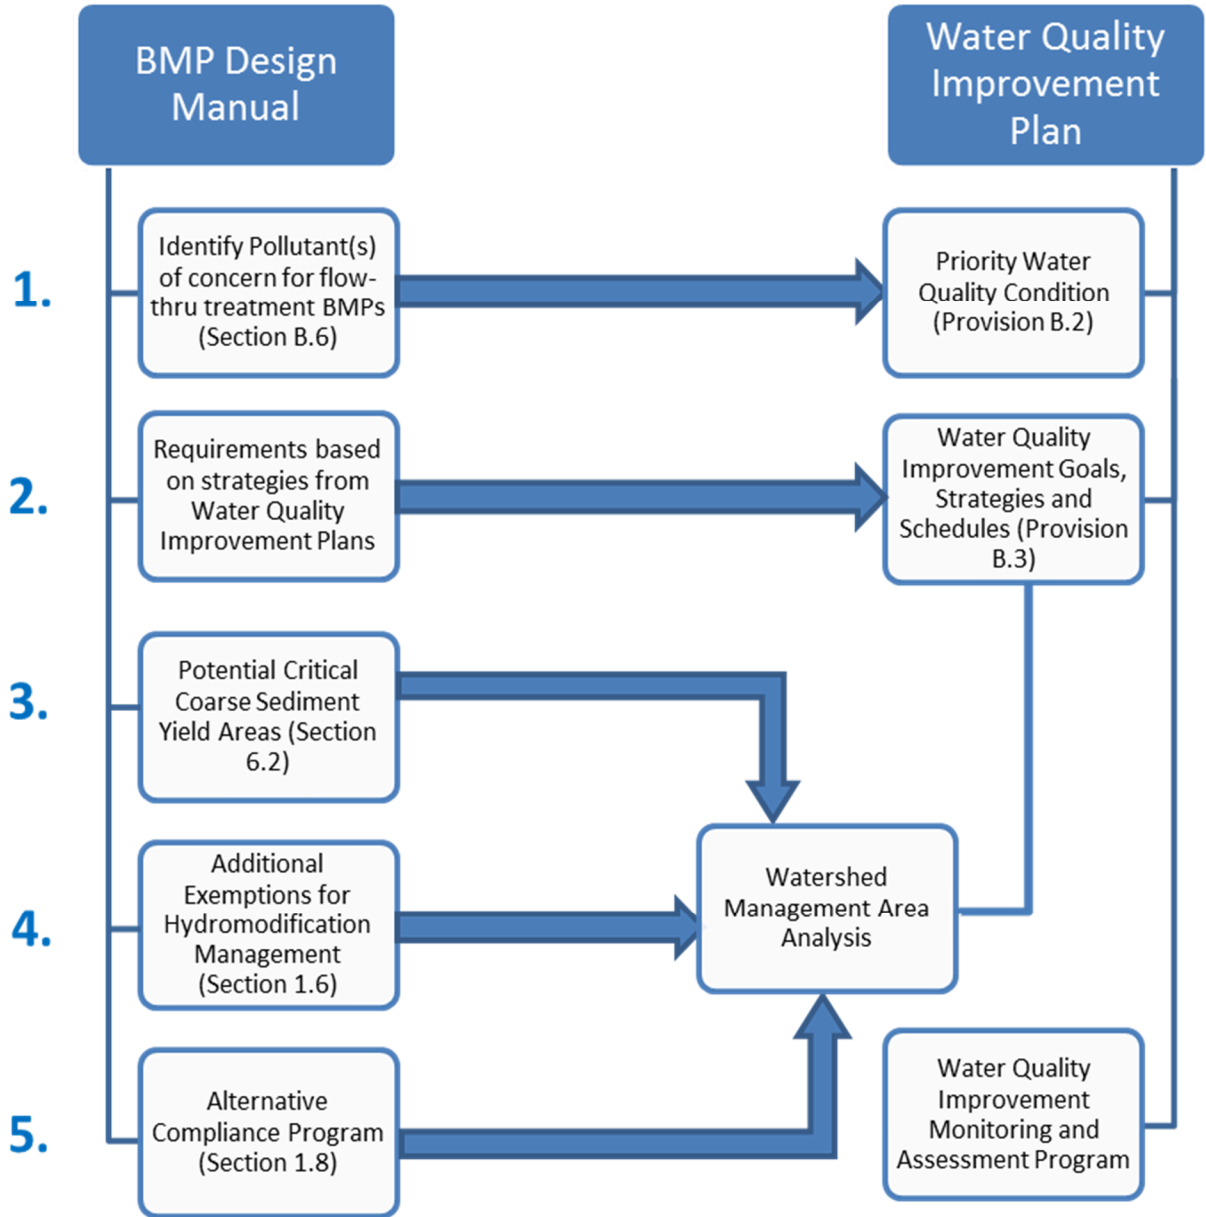 BMP Design
Manual
Water Quality
Improvement
Plan
1.
Identify Pollutant(s)
of concern for flow-
thru treatment BMPs
(Section B.6)
Priority Water
Quality Condition
(Provision B.2)
2.
Requirements based
on strategies from
Water Quality
Improvement Plans
Water Quality
Improvement Goals,
Strategies and
Schedules (Provision
B.3)
3.
Potential Critical
Coarse Sediment
Yield Areas (Section
6.2)
4.
Additional
Exemptions for
Hydromodification
Management
(Section 1.6)
Watershed
Management Area
Analysis
5.
Alternative
Compliance Program
(Section 1.8)
Water Quality
Improvement
Monitoring and
Assessment Program